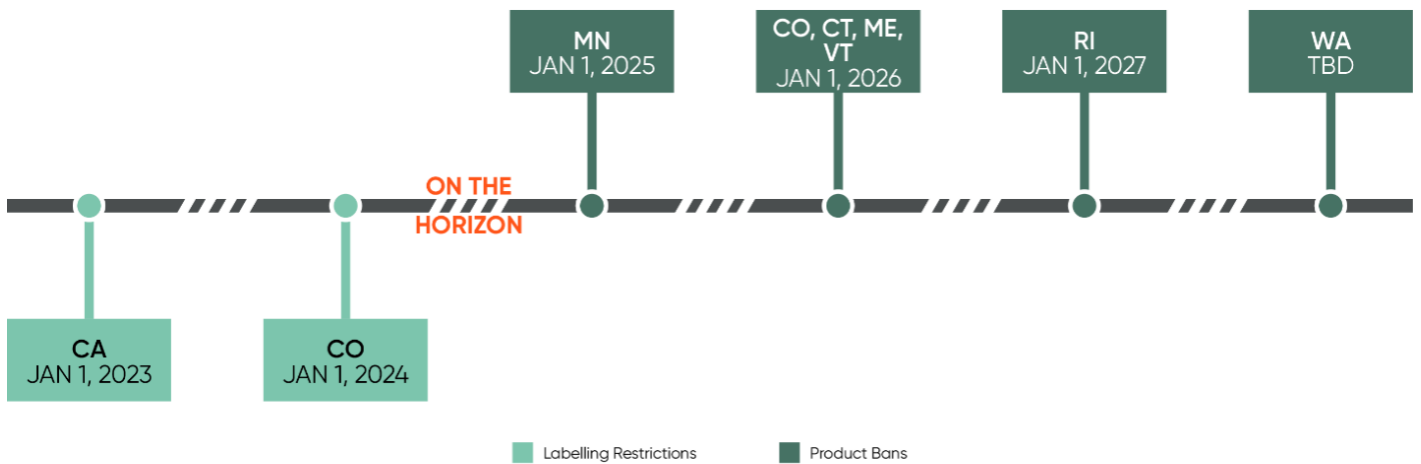 MN
JAN 1, 2025
CO, CT, ME,
VT
JAN 1, 2026
RI
JAN 1, 2027
WA
TBD
ON THE
HORIZON
CA
JAN 1, 2023
CO
JAN 1, 2024
Labelling Restrictions
Product Bans